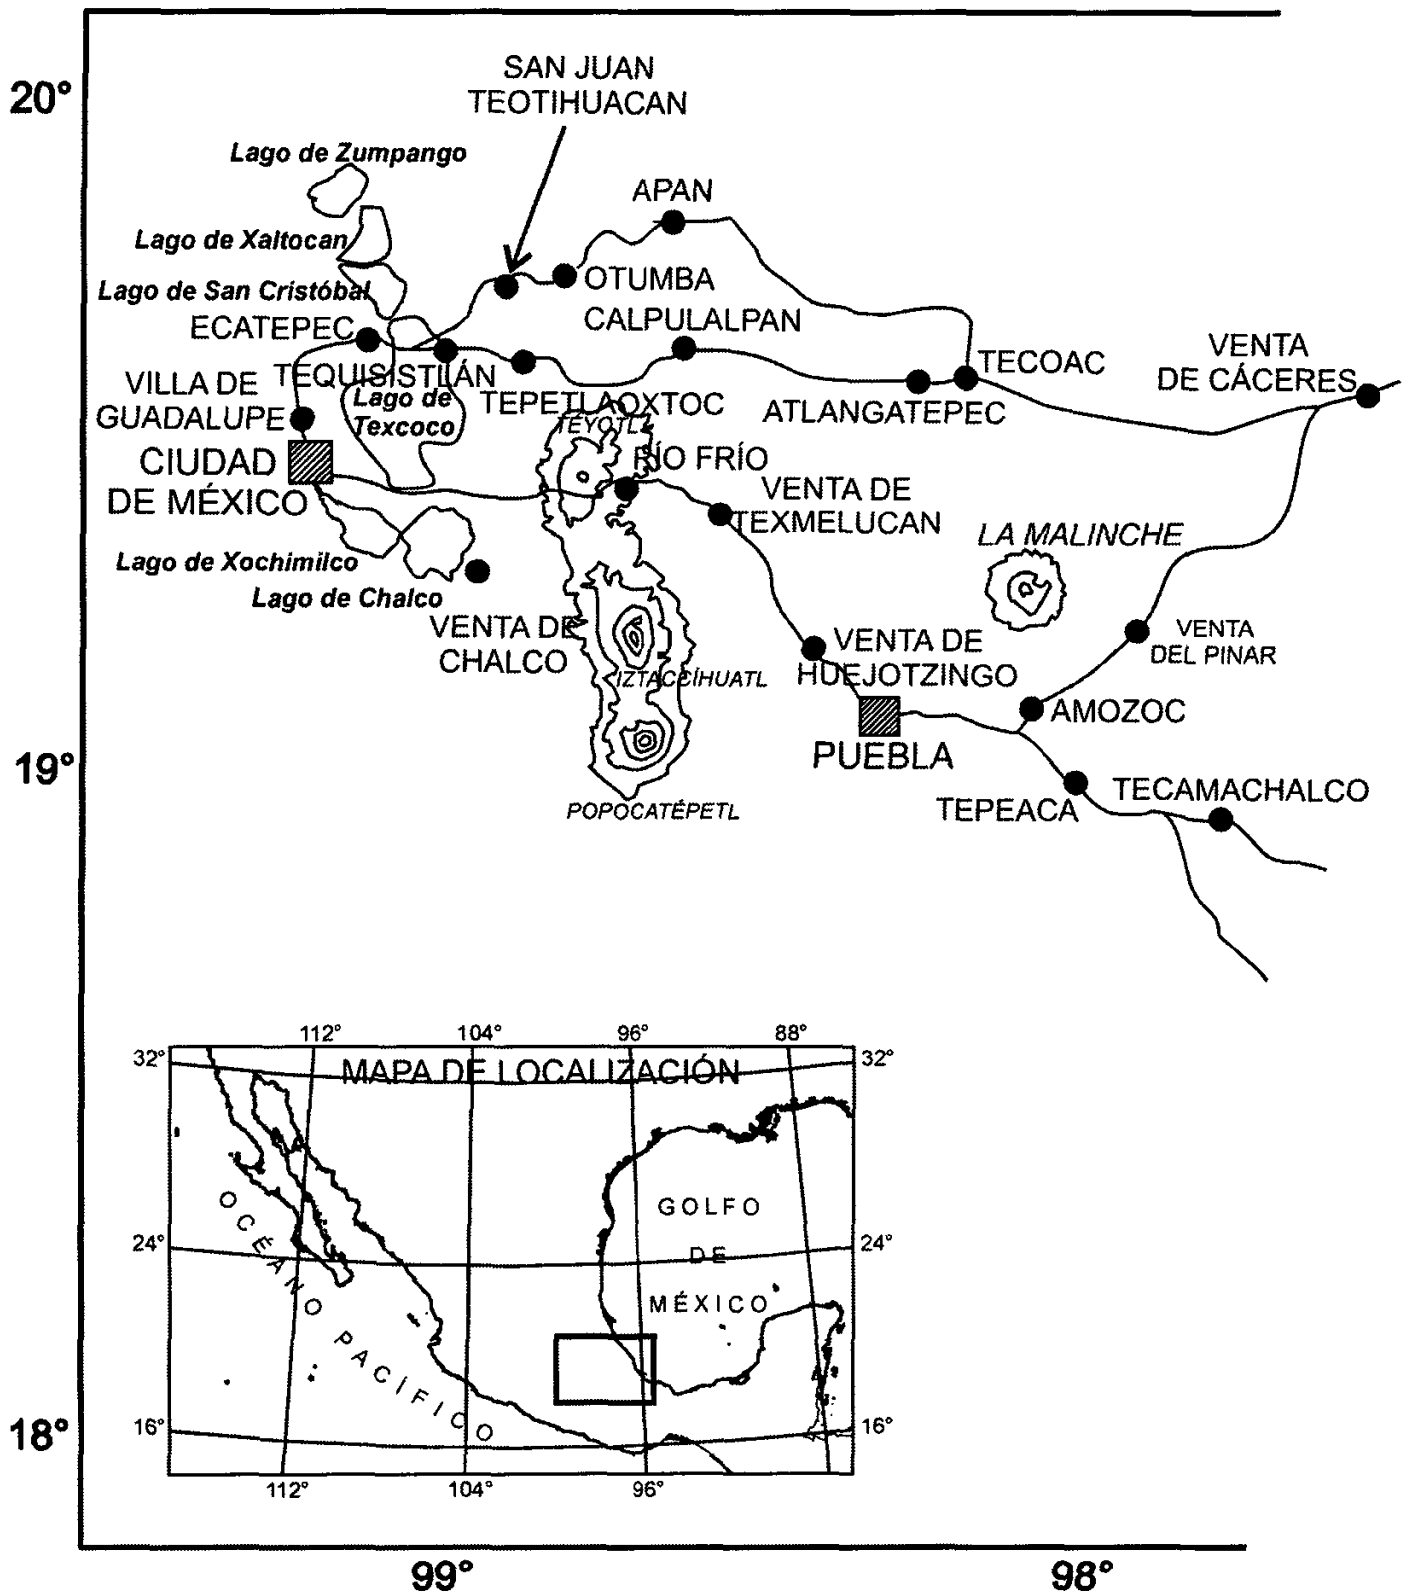 20°
SAN JUAN
TEOTIHUACAN
Lago de Zumpango
APAN
Lago de Xaltocan
OTUMBA
Lago de San Cristóbal
CALPULALPAN
ECATEPEC
TECOAC
VENTA
DE CÁCERES
TEQUISISTLÁN
VILLA DE
GUADALUPE
Lago de
Texcoco
TEPETLAOXTOC
ATLANGATEPEC
TEYOTL
CIUDAD
DE MÉXICO
RÍO FRÍO
VENTA DE
TEXMELUCAN
LA MALINCHE
Lago de Xochimilco
Lago de Chalco
VENTA DE
CHALCO
VENTA DE
HUEJOTZINGO
VENTA
DEL PINAR
IZTACCÍHUATL
AMOZOC
PUEBLA
19°
TEPEACA
TECAMACHALCO
POPOCATÉPETL
112°
104°
96°
88°
32°
MAPA DE LOCALIZACIÓN
32°
GOLFO
DE
MÉXICO
OCÉANO PACÍFICO
24°
24°
16°
16°
18°
112°
104°
96°
99°
98°